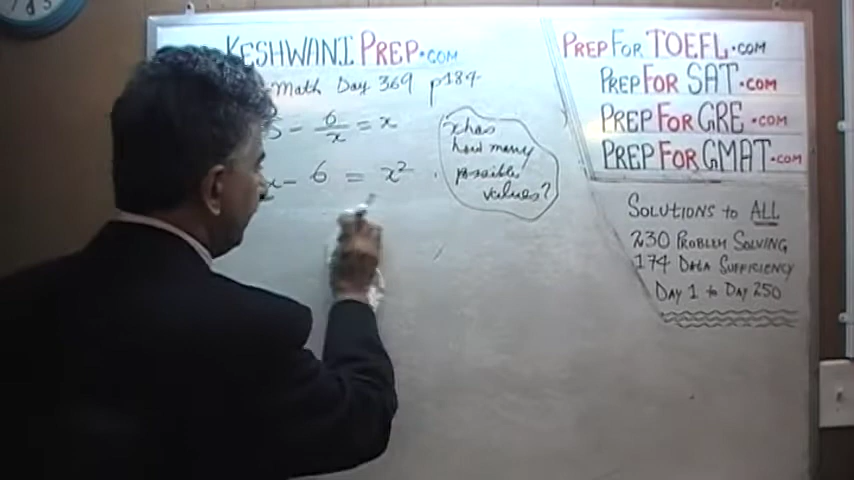 KESHWANI PREP.COM
Math Day 369 p184
5 - 6/x = x
x - 6 = x²
x has
how many
possible
values?
PREP FOR TOEFL.COM
PREP FOR SAT.COM
PREP FOR GRE.COM
PREP FOR GMAT.COM
SOLUTIONS to ALL
230 PROBLEM SOLVING
174 DATA SUFFICIENCY
DAY 1 to DAY 250